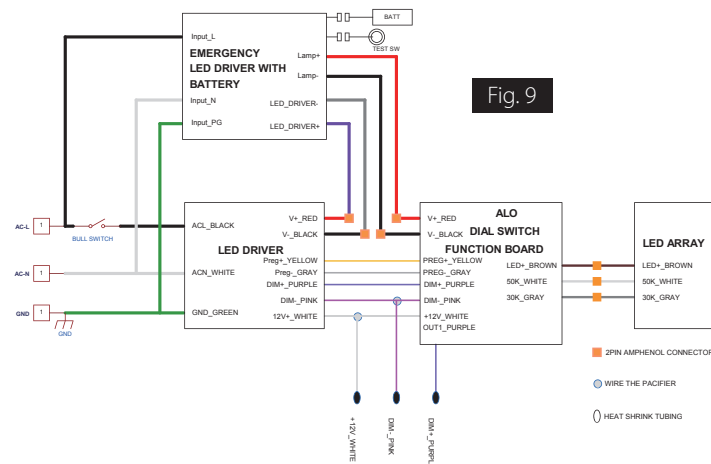 BATT
TEST SW
Input_L
EMERGENCY
LED DRIVER WITH
BATTERY
Lamp+
Lamp-
Input_N
LED_DRIVER-
Input_PG
LED_DRIVER+
Fig. 9
AC-L
1
BULL SWITCH
AC-N
1
GND
1
GND
ACL_BLACK
LED DRIVER
ACN_WHITE
GND_GREEN
V+_RED
V-_BLACK
Preg+_YELLOW
Preg-_GRAY
DIM+_PURPLE
DIM-_PINK
12V+_WHITE
ALO
DIAL SWITCH
FUNCTION BOARD
V+_RED
V-_BLACK
PREG+_YELLOW
PREG-_GRAY
DIM+_PURPLE
DIM-_PINK
+12V_WHITE
OUT1_PURPLE
LED+_BROWN
50K_WHITE
30K_GRAY
LED ARRAY
LED+_BROWN
50K_WHITE
30K_GRAY
2PIN AMPHENOL CONNECTOR
WIRE THE PACIFIER
HEAT SHRINK TUBING
+12V_WHITE
DIM-_PINK
DIM+_PURPL